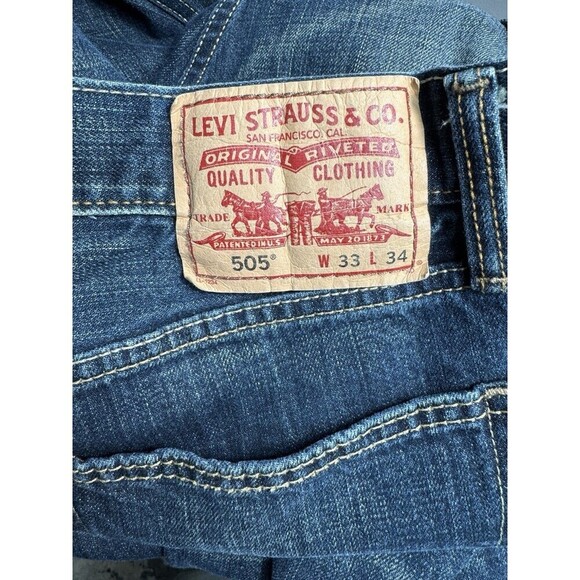 LEVI STRAUSS & CO.
SAN FRANCISCO, CAL.
ORIGINAL RIVETED
QUALITY CLOTHING
TRADE MARK
PATENTED IN U.S. MAY 20 1873
505® W 33 L 34